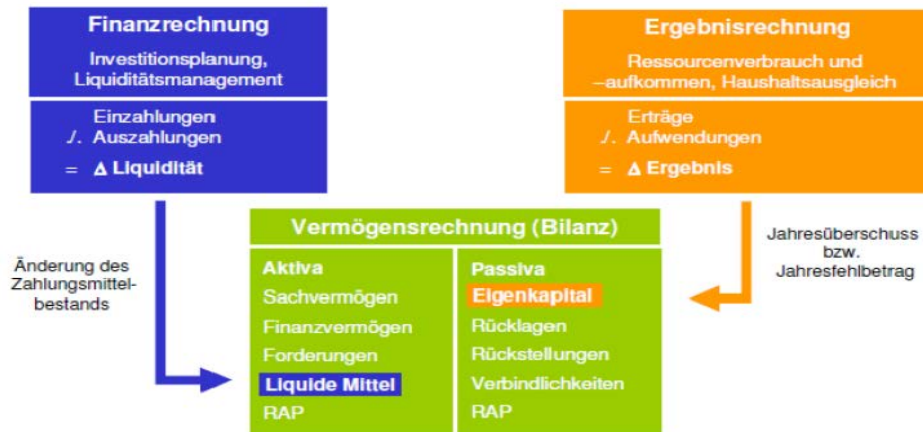 Finanzrechnung
Investitionsplanung,
Liquiditätsmanagement
Einzahlungen
./. Auszahlungen
= Δ Liquidität
Ergebnisrechnung
Ressourcenverbrauch und
–aufkommen, Haushaltsausgleich
Erträge
./. Aufwendungen
= Δ Ergebnis
Änderung des
Zahlungsmittel-
bestands
Vermögensrechnung (Bilanz)
Aktiva
Sachvermögen
Finanzvermögen
Forderungen
Liquide Mittel
RAP
Passiva
Eigenkapital
Rücklagen
Rückstellungen
Verbindlichkeiten
RAP
Jahresüberschuss
bzw.
Jahresfehlbetrag